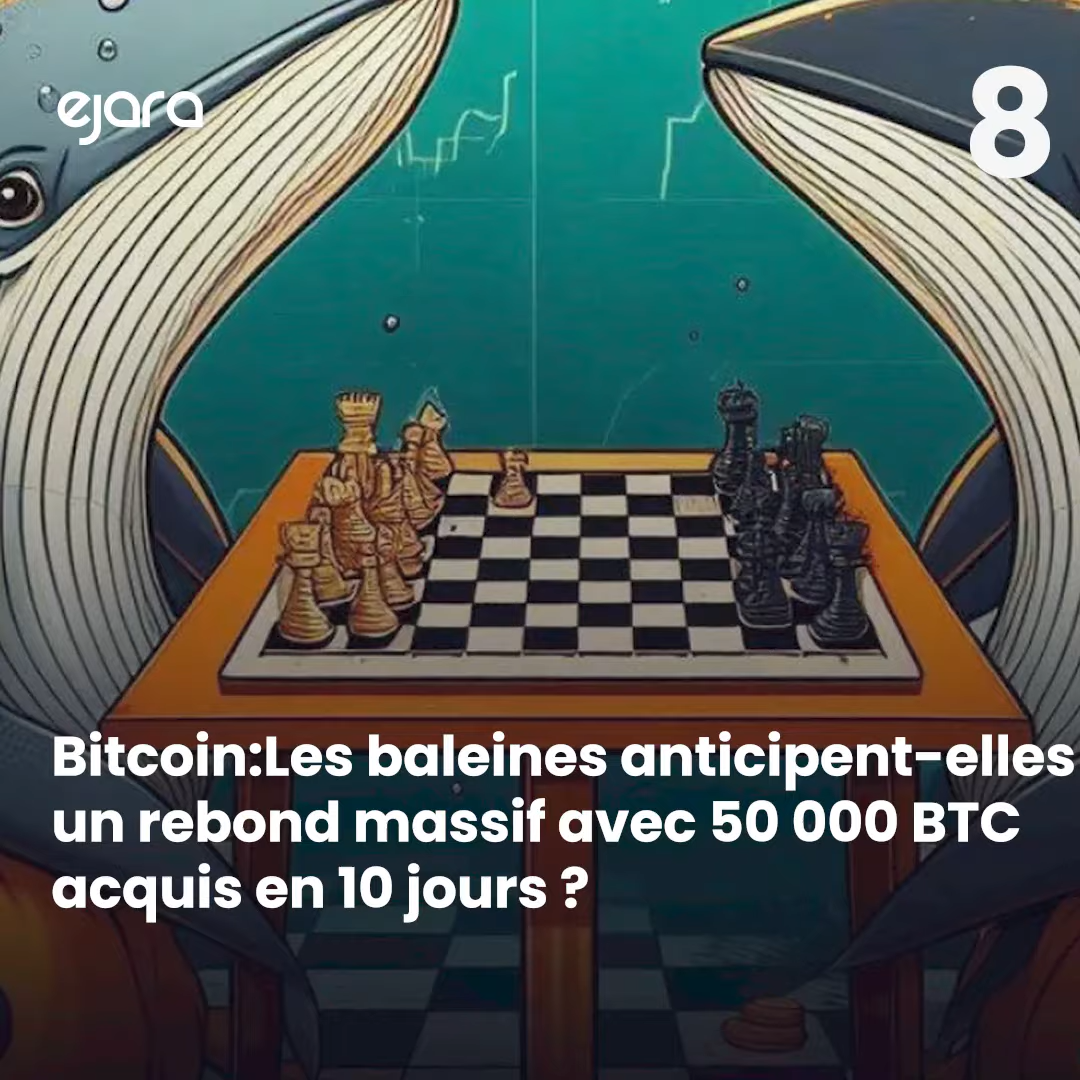 ejara
8
Bitcoin:Les baleines anticipent-elles
un rebond massif avec 50 000 BTC
acquis en 10 jours ?